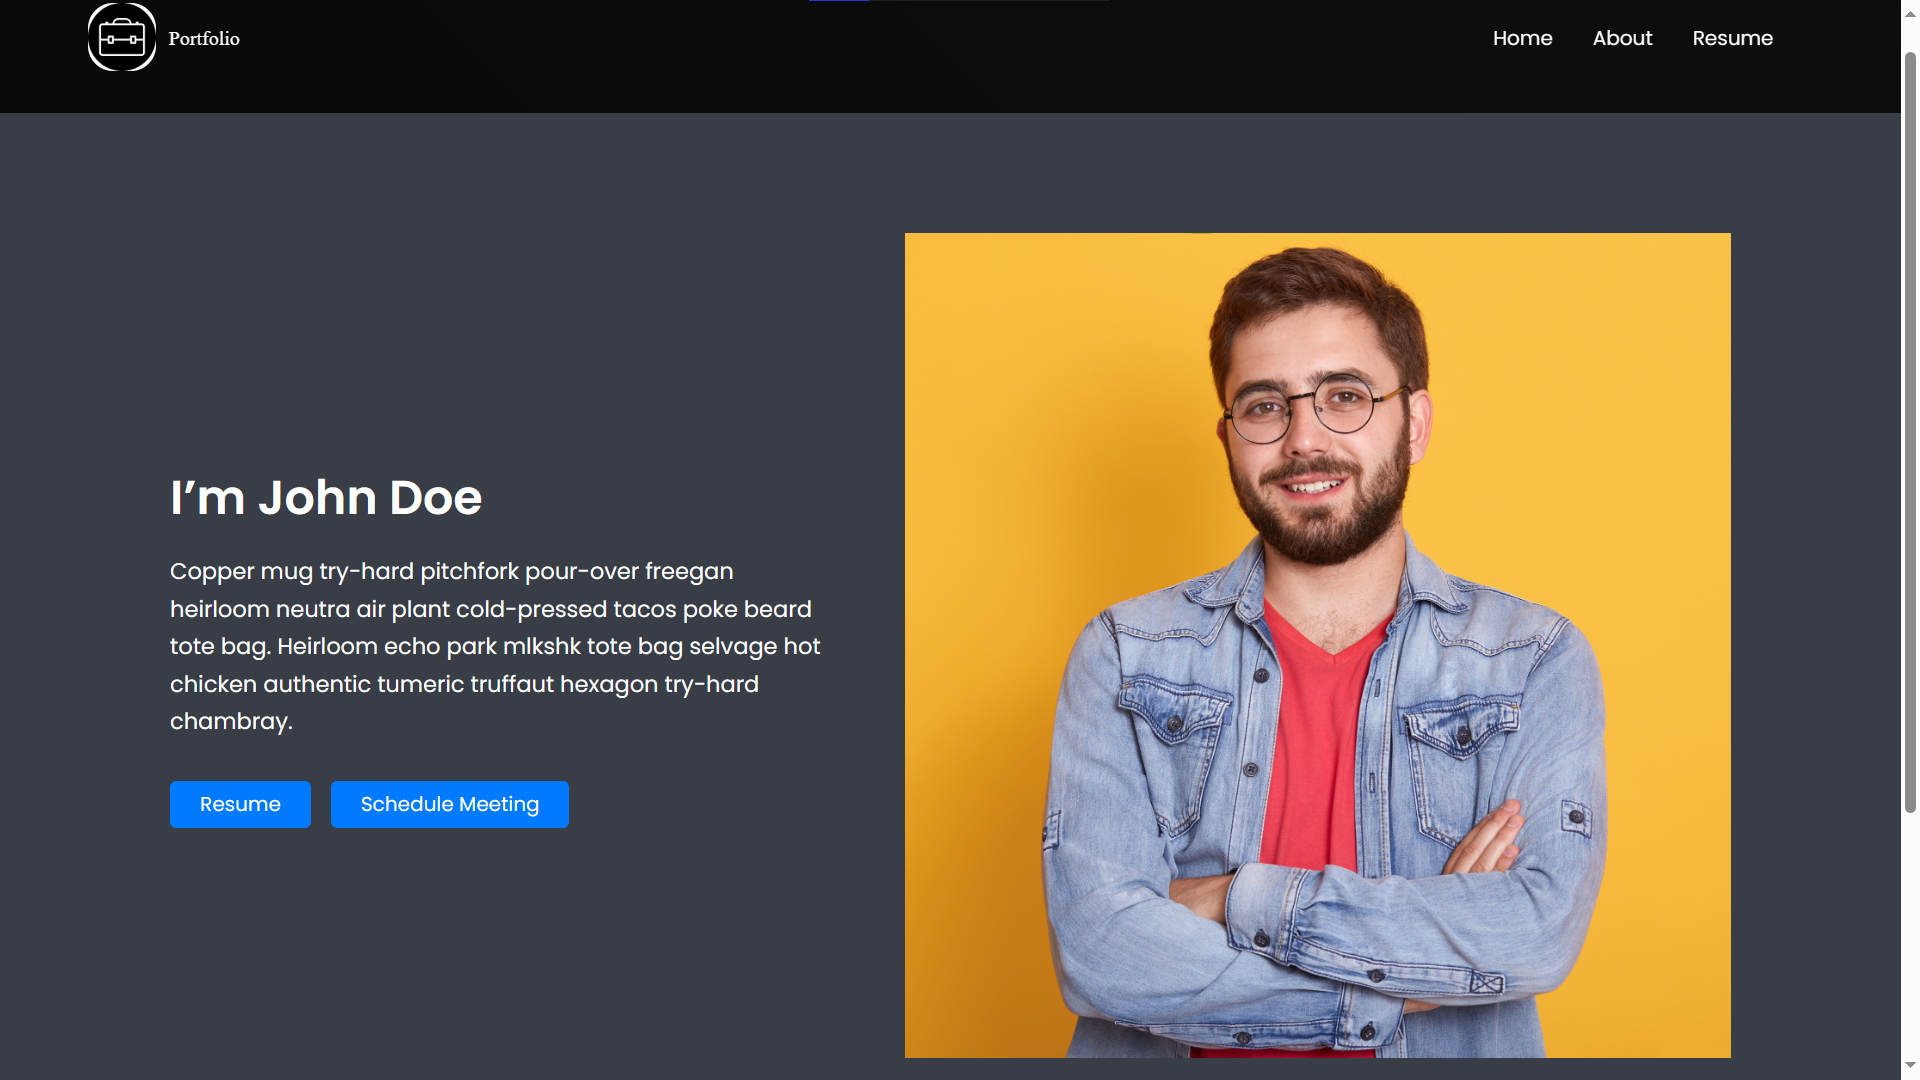 Portfolio
Home About Resume
I’m John Doe
Copper mug try-hard pitchfork pour-over freegan
heirloom neutra air plant cold-pressed tacos poke beard
tote bag. Heirloom echo park mlkshk tote bag selvage hot
chicken authentic tumeric truffaut hexagon try-hard
chambray.
Resume Schedule Meeting